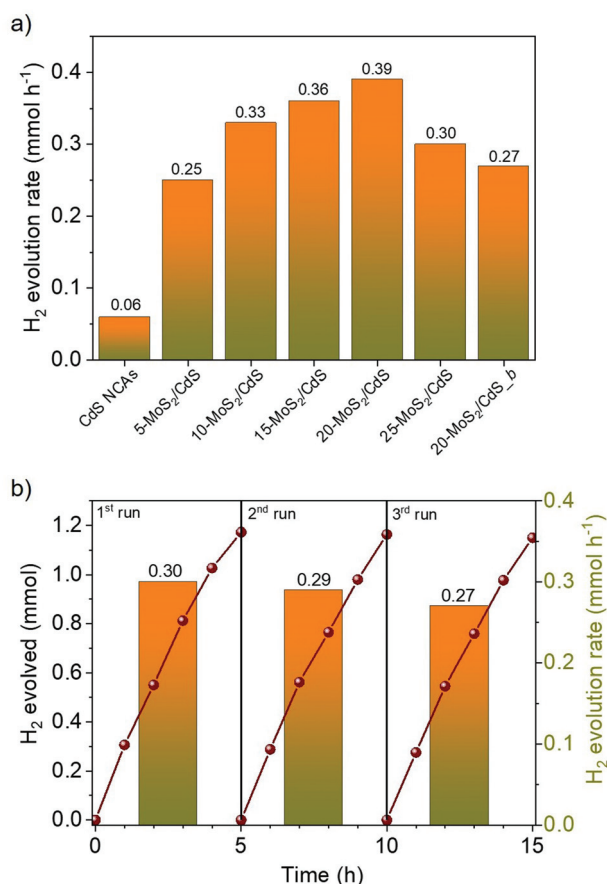 a)
H₂ evolution rate (mmol h⁻¹)
0.4
0.3
0.2
0.1
0.0
0.06
0.25
0.33
0.36
0.39
0.30
0.27
CdS NCAs
5-MoS₂/CdS
10-MoS₂/CdS
15-MoS₂/CdS
20-MoS₂/CdS
25-MoS₂/CdS
20-MoS₂/CdS_b
b)
H₂ evolved (mmol)
1.2
1.0
0.8
0.6
0.4
0.2
0.0
1st run
2nd run
3rd run
0.30
0.29
0.27
0.4
0.3
0.2
0.1
0.0
H₂ evolution rate (mmol h⁻¹)
0
5
10
15
Time (h)